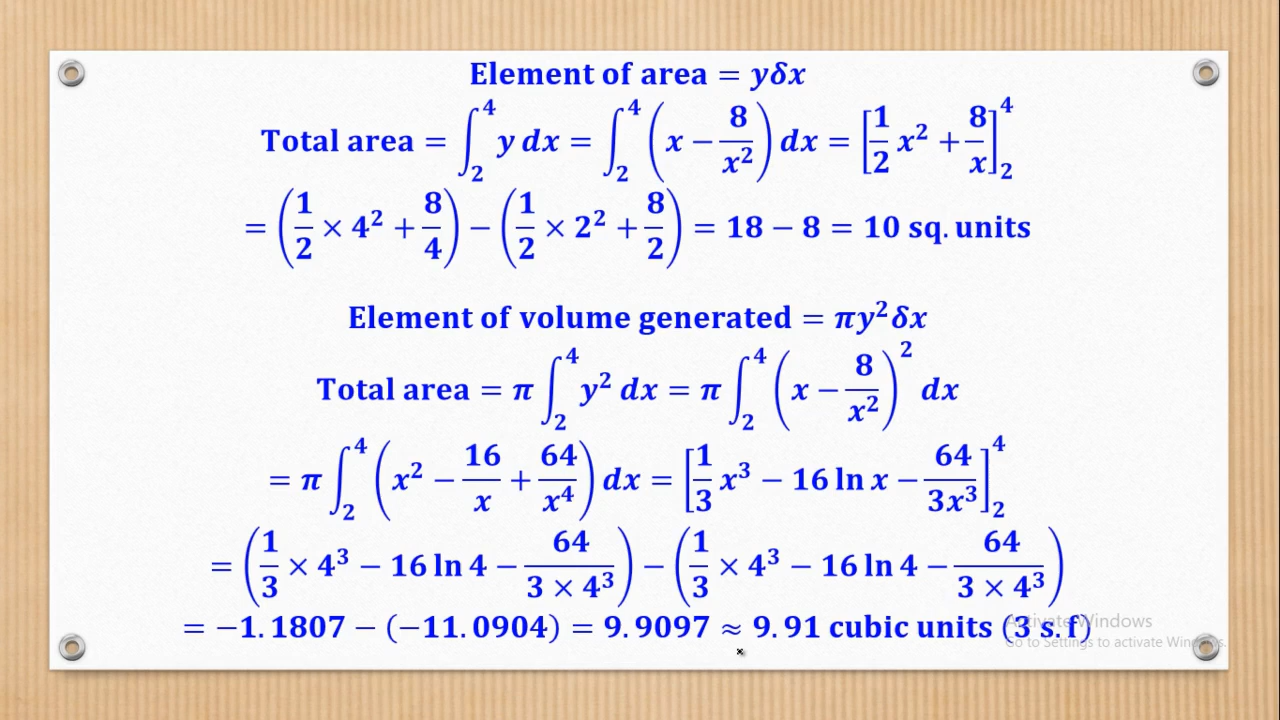 Element of area = yδx
Total area = ∫₂⁴ y dx = ∫₂⁴ (x − 8/x²) dx = [1/2 x² + 8/x]₂⁴
= (1/2 × 4² + 8/4) − (1/2 × 2² + 8/2) = 18 − 8 = 10 sq. units
Element of volume generated = πy²δx
Total area = π ∫₂⁴ y² dx = π ∫₂⁴ (x − 8/x²)² dx
= π ∫₂⁴ (x² − 16/x + 64/x⁴) dx = [1/3 x³ − 16 ln x − 64/3x³]₂⁴
= (1/3 × 4³ − 16 ln 4 − 64/(3 × 4³)) − (1/3 × 4³ − 16 ln 4 − 64/(3 × 4³))
= −1.1807 − (−11.0904) = 9.9097 ≈ 9.91 cubic units (3 s.f)
Activate Windows
Go to Settings to activate Windows.